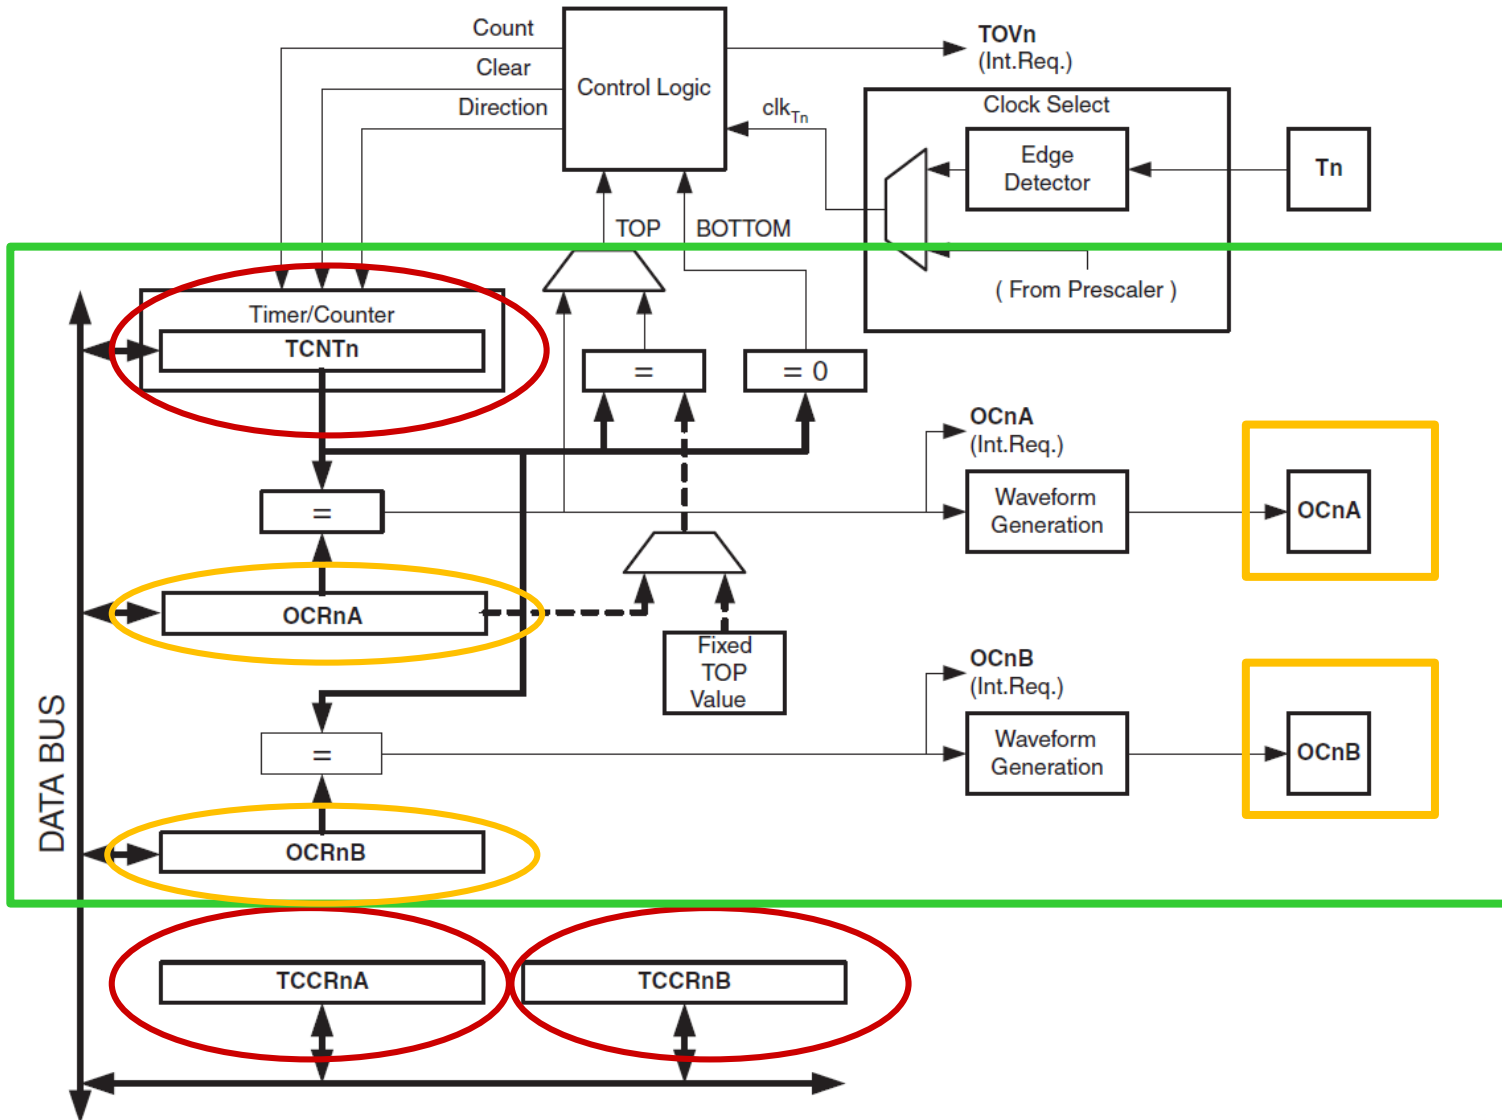 Count
Clear
Direction
Control Logic
TOVn
(Int.Req.)
clkTn
Clock Select
Edge
Detector
Tn
TOP
BOTTOM
( From Prescaler )
Timer/Counter
TCNTn
=
= 0
OCnA
(Int.Req.)
=
Waveform
Generation
OCnA
OCRnA
Fixed
TOP
Value
OCnB
(Int.Req.)
=
Waveform
Generation
OCnB
OCRnB
DATA BUS
TCCRnA
TCCRnB